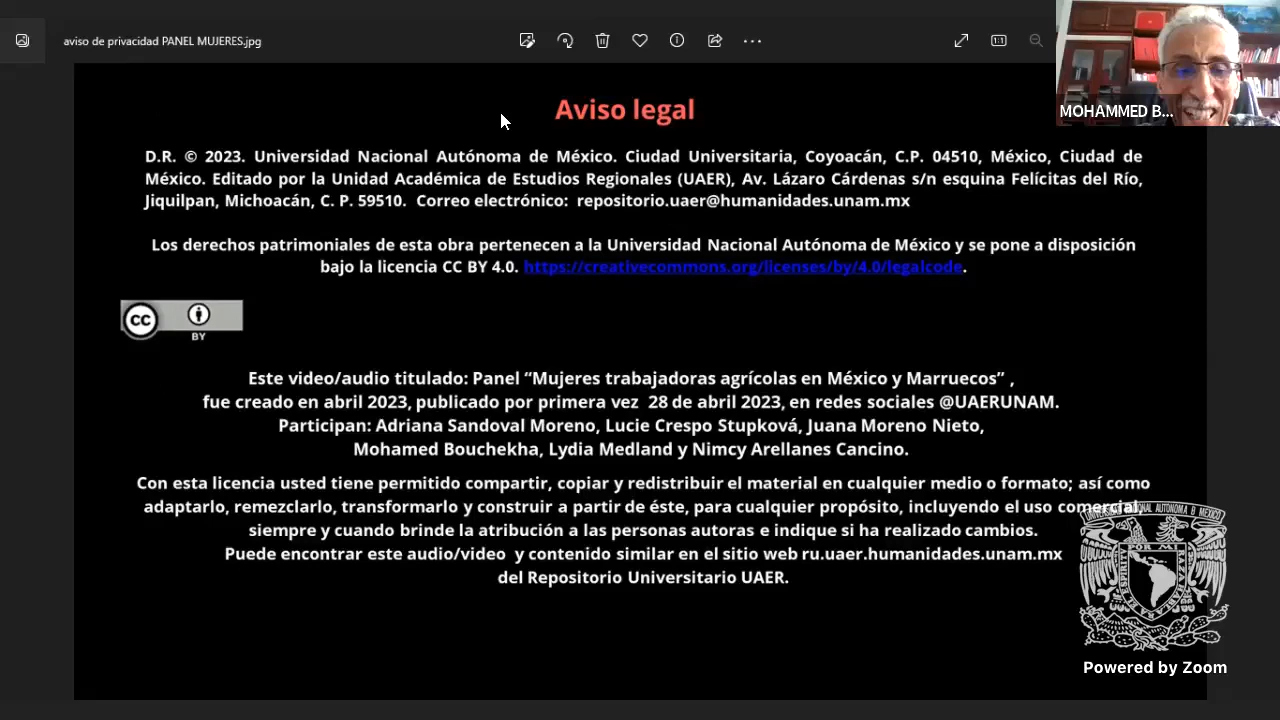 aviso de privacidad PANEL MUJERES.jpg
1:1
MOHAMMED B...
Aviso legal
D.R. © 2023. Universidad Nacional Autónoma de México. Ciudad Universitaria, Coyoacán, C.P. 04510, México, Ciudad de
México. Editado por la Unidad Académica de Estudios Regionales (UAER), Av. Lázaro Cárdenas s/n esquina Felícitas del Río,
Jiquilpan, Michoacán, C. P. 59510. Correo electrónico: repositorio.uaer@humanidades.unam.mx
Los derechos patrimoniales de esta obra pertenecen a la Universidad Nacional Autónoma de México y se pone a disposición
bajo la licencia CC BY 4.0. https://creativecommons.org/licenses/by/4.0/legalcode.
CC
BY
Este video/audio titulado: Panel “Mujeres trabajadoras agrícolas en México y Marruecos” ,
fue creado en abril 2023, publicado por primera vez 28 de abril 2023, en redes sociales @UAERUNAM.
Participan: Adriana Sandoval Moreno, Lucie Crespo Stupková, Juana Moreno Nieto,
Mohamed Bouchekha, Lydia Medland y Nimcy Arellanes Cancino.
Con esta licencia usted tiene permitido compartir, copiar y redistribuir el material en cualquier medio o formato; así como
adaptarlo, remezclarlo, transformarlo y construir a partir de éste, para cualquier propósito, incluyendo el uso comercial,
siempre y cuando brinde la atribución a las personas autoras e indique si ha realizado cambios.
Puede encontrar este audio/video y contenido similar en el sitio web ru.uaer.humanidades.unam.mx
del Repositorio Universitario UAER.
POR MI RAZA HABLARA
EL ESPIRITU
Powered by Zoom